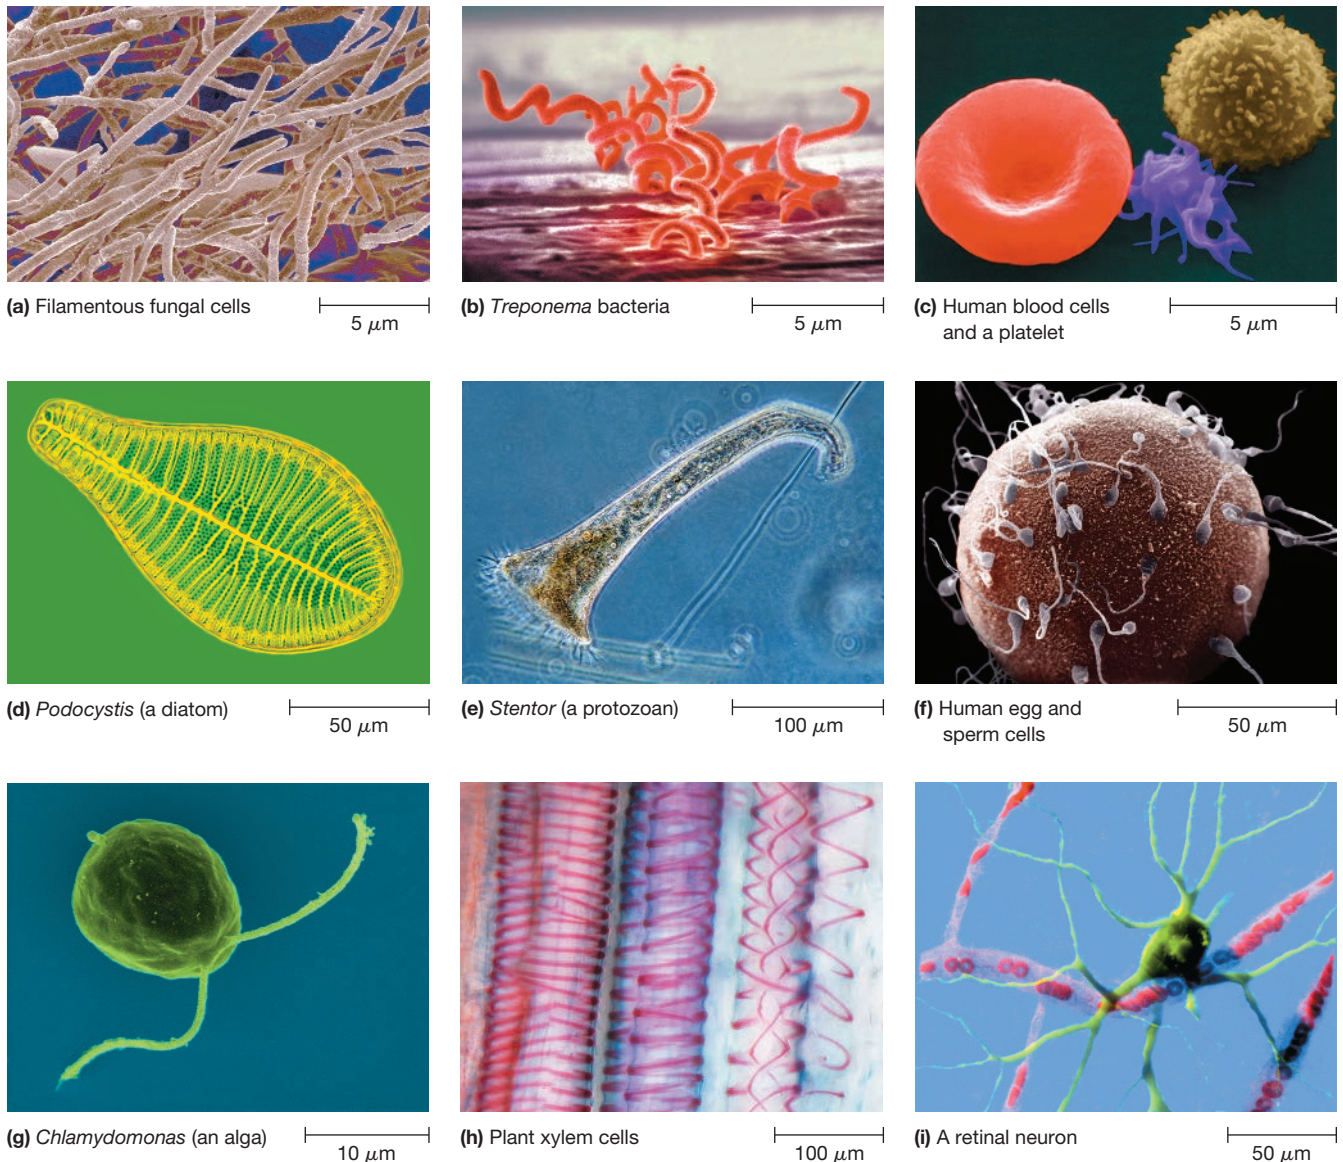 (a) Filamentous fungal cells
5 μm
(b) Treponema bacteria
5 μm
(c) Human blood cells
and a platelet
5 μm
(d) Podocystis (a diatom)
50 μm
(e) Stentor (a protozoan)
100 μm
(f) Human egg and
sperm cells
50 μm
(g) Chlamydomonas (an alga)
10 μm
(h) Plant xylem cells
100 μm
(i) A retinal neuron
50 μm